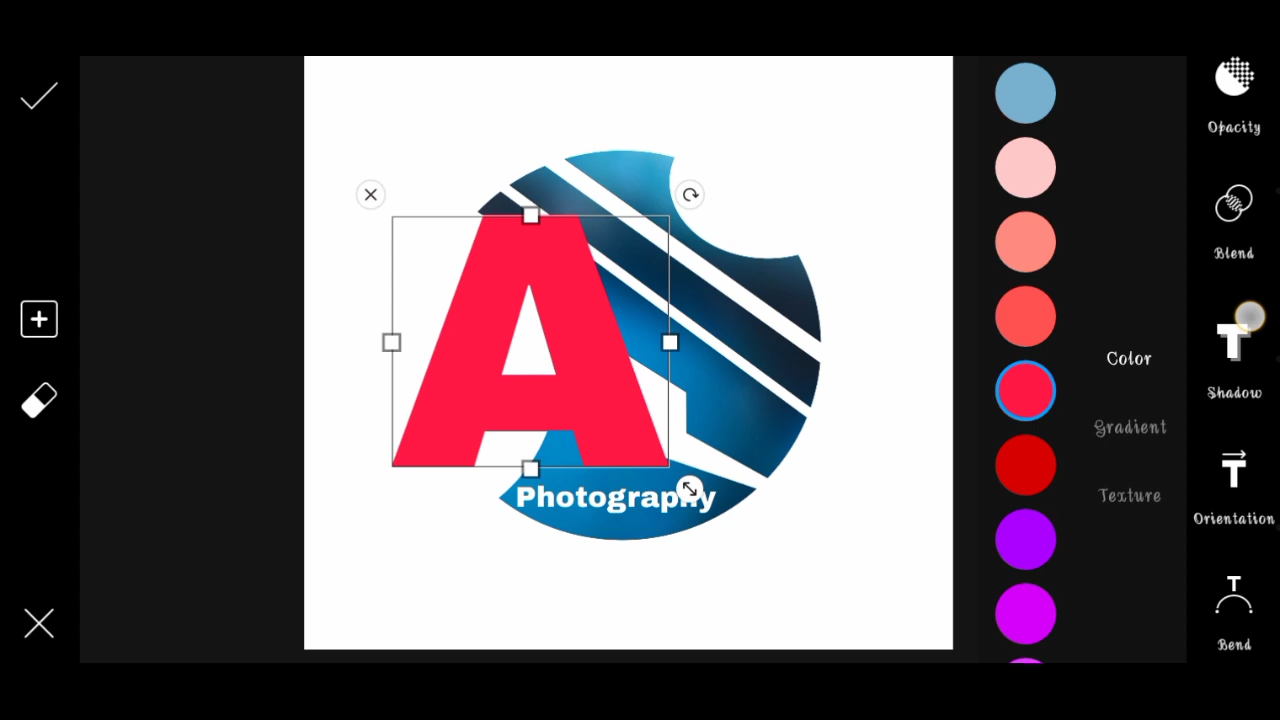 A
Photography
Color
Gradient
Texture
Opacity
Blend
Shadow
Orientation
Bend